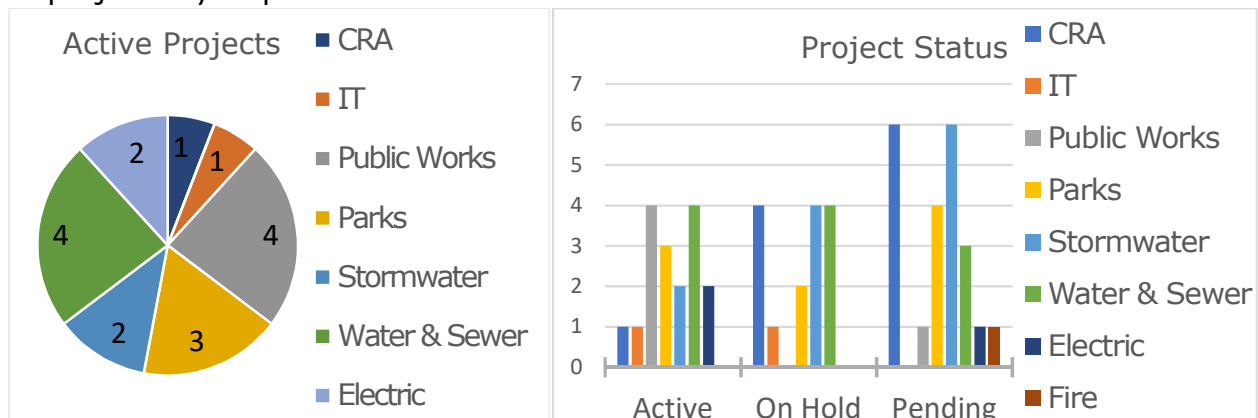 Active Projects
CRA
IT
Public Works
Parks
Stormwater
Water & Sewer
Electric
1
1
4
3
2
4
2
Project Status
7
6
5
4
3
2
1
0
Active
On Hold
Pending
CRA
IT
Public Works
Parks
Stormwater
Water & Sewer
Electric
Fire